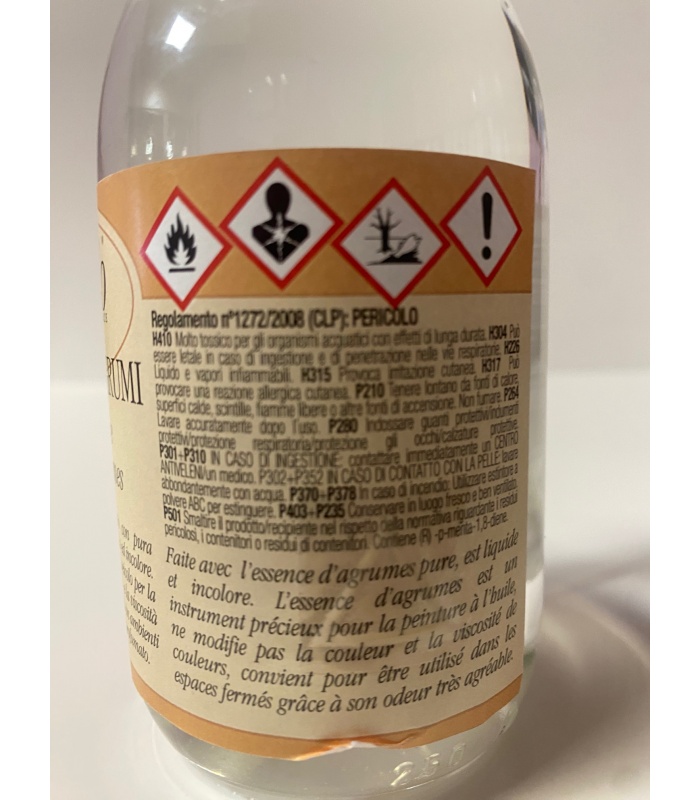 RUMI
Regolamento n°1272/2008 (CLP): PERICOLO
H410 Molto tossico per gli organismi acquatici con effetti di lunga durata. H304 Può
essere letale in caso di ingestione e di penetrazione nelle vie respiratorie. H226
Liquido e vapori infiammabili. H315 Provoca irritazione cutanea. H317 Può
provocare una reazione allergica cutanea. P210 Tenere lontano da fonti di calore,
superfici calde, scintille, fiamme libere o altre fonti di accensione. Non fumare. P264
Lavare accuratamente dopo l'uso. P280 Indossare guanti protettivi/indumenti
protettivi/protezione respiratoria/protezione gli occhi/calzature protettive.
P301+P310 IN CASO DI INGESTIONE: contattare immediatamente un CENTRO
ANTIVELENI/un medico. P302+P352 IN CASO DI CONTATTO CON LA PELLE: lavare
abbondantemente con acqua. P370+P378 In caso di incendio: Utilizzare estintore a
polvere ABC per estinguere. P403+P235 Conservare in luogo fresco e ben ventilato.
P501 Smaltire il prodotto/recipiente nel rispetto della normativa riguardante i residui
pericolosi, i contenitori o residui di contenitori. Contiene (R) -p-menta-1,8-diene.
pura
incolore.
per la
viscosità
ambienti
Faite avec l'essence d'agrumes pure, est liquide
et incolore. L'essence d'agrumes est un
instrument précieux pour la peinture à l'huile,
ne modifie pas la couleur et la viscosité de
couleurs, convient pour être utilisé dans les
espaces fermés grâce à son odeur très agréable.
250